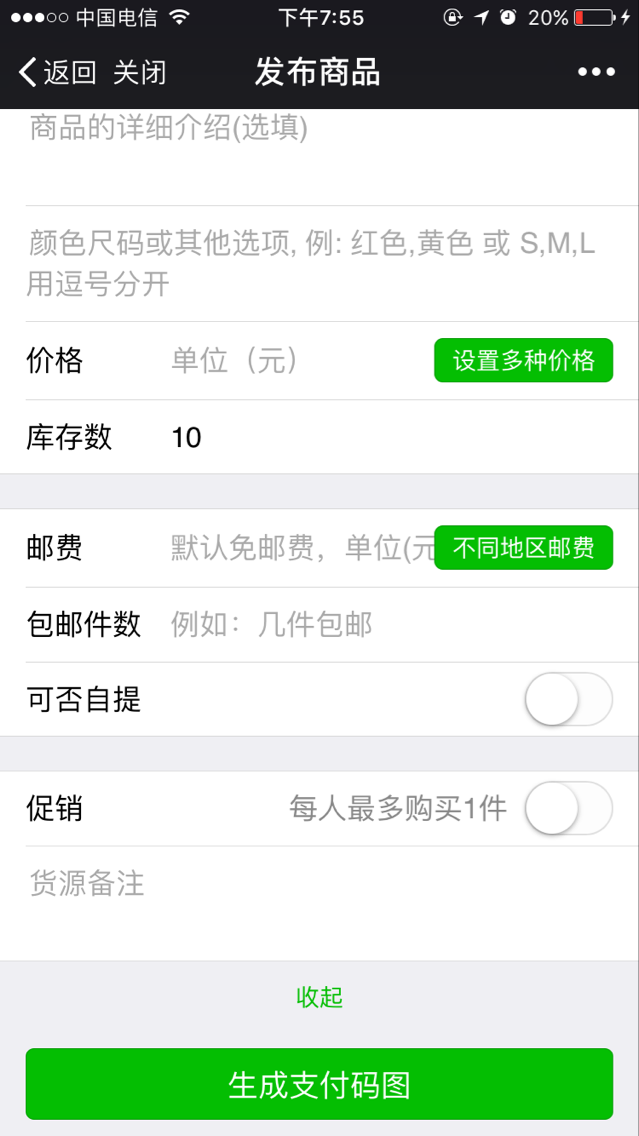 中国电信 下午7:55 20%
返回 关闭 发布商品
商品的详细介绍(选填)
颜色尺码或其他选项, 例: 红色,黄色 或 S,M,L
用逗号分开
价格 单位（元） 设置多种价格
库存数 10
邮费 默认免邮费，单位(元 不同地区邮费
包邮件数 例如：几件包邮
可否自提
促销 每人最多购买1件
货源备注
收起
生成支付码图